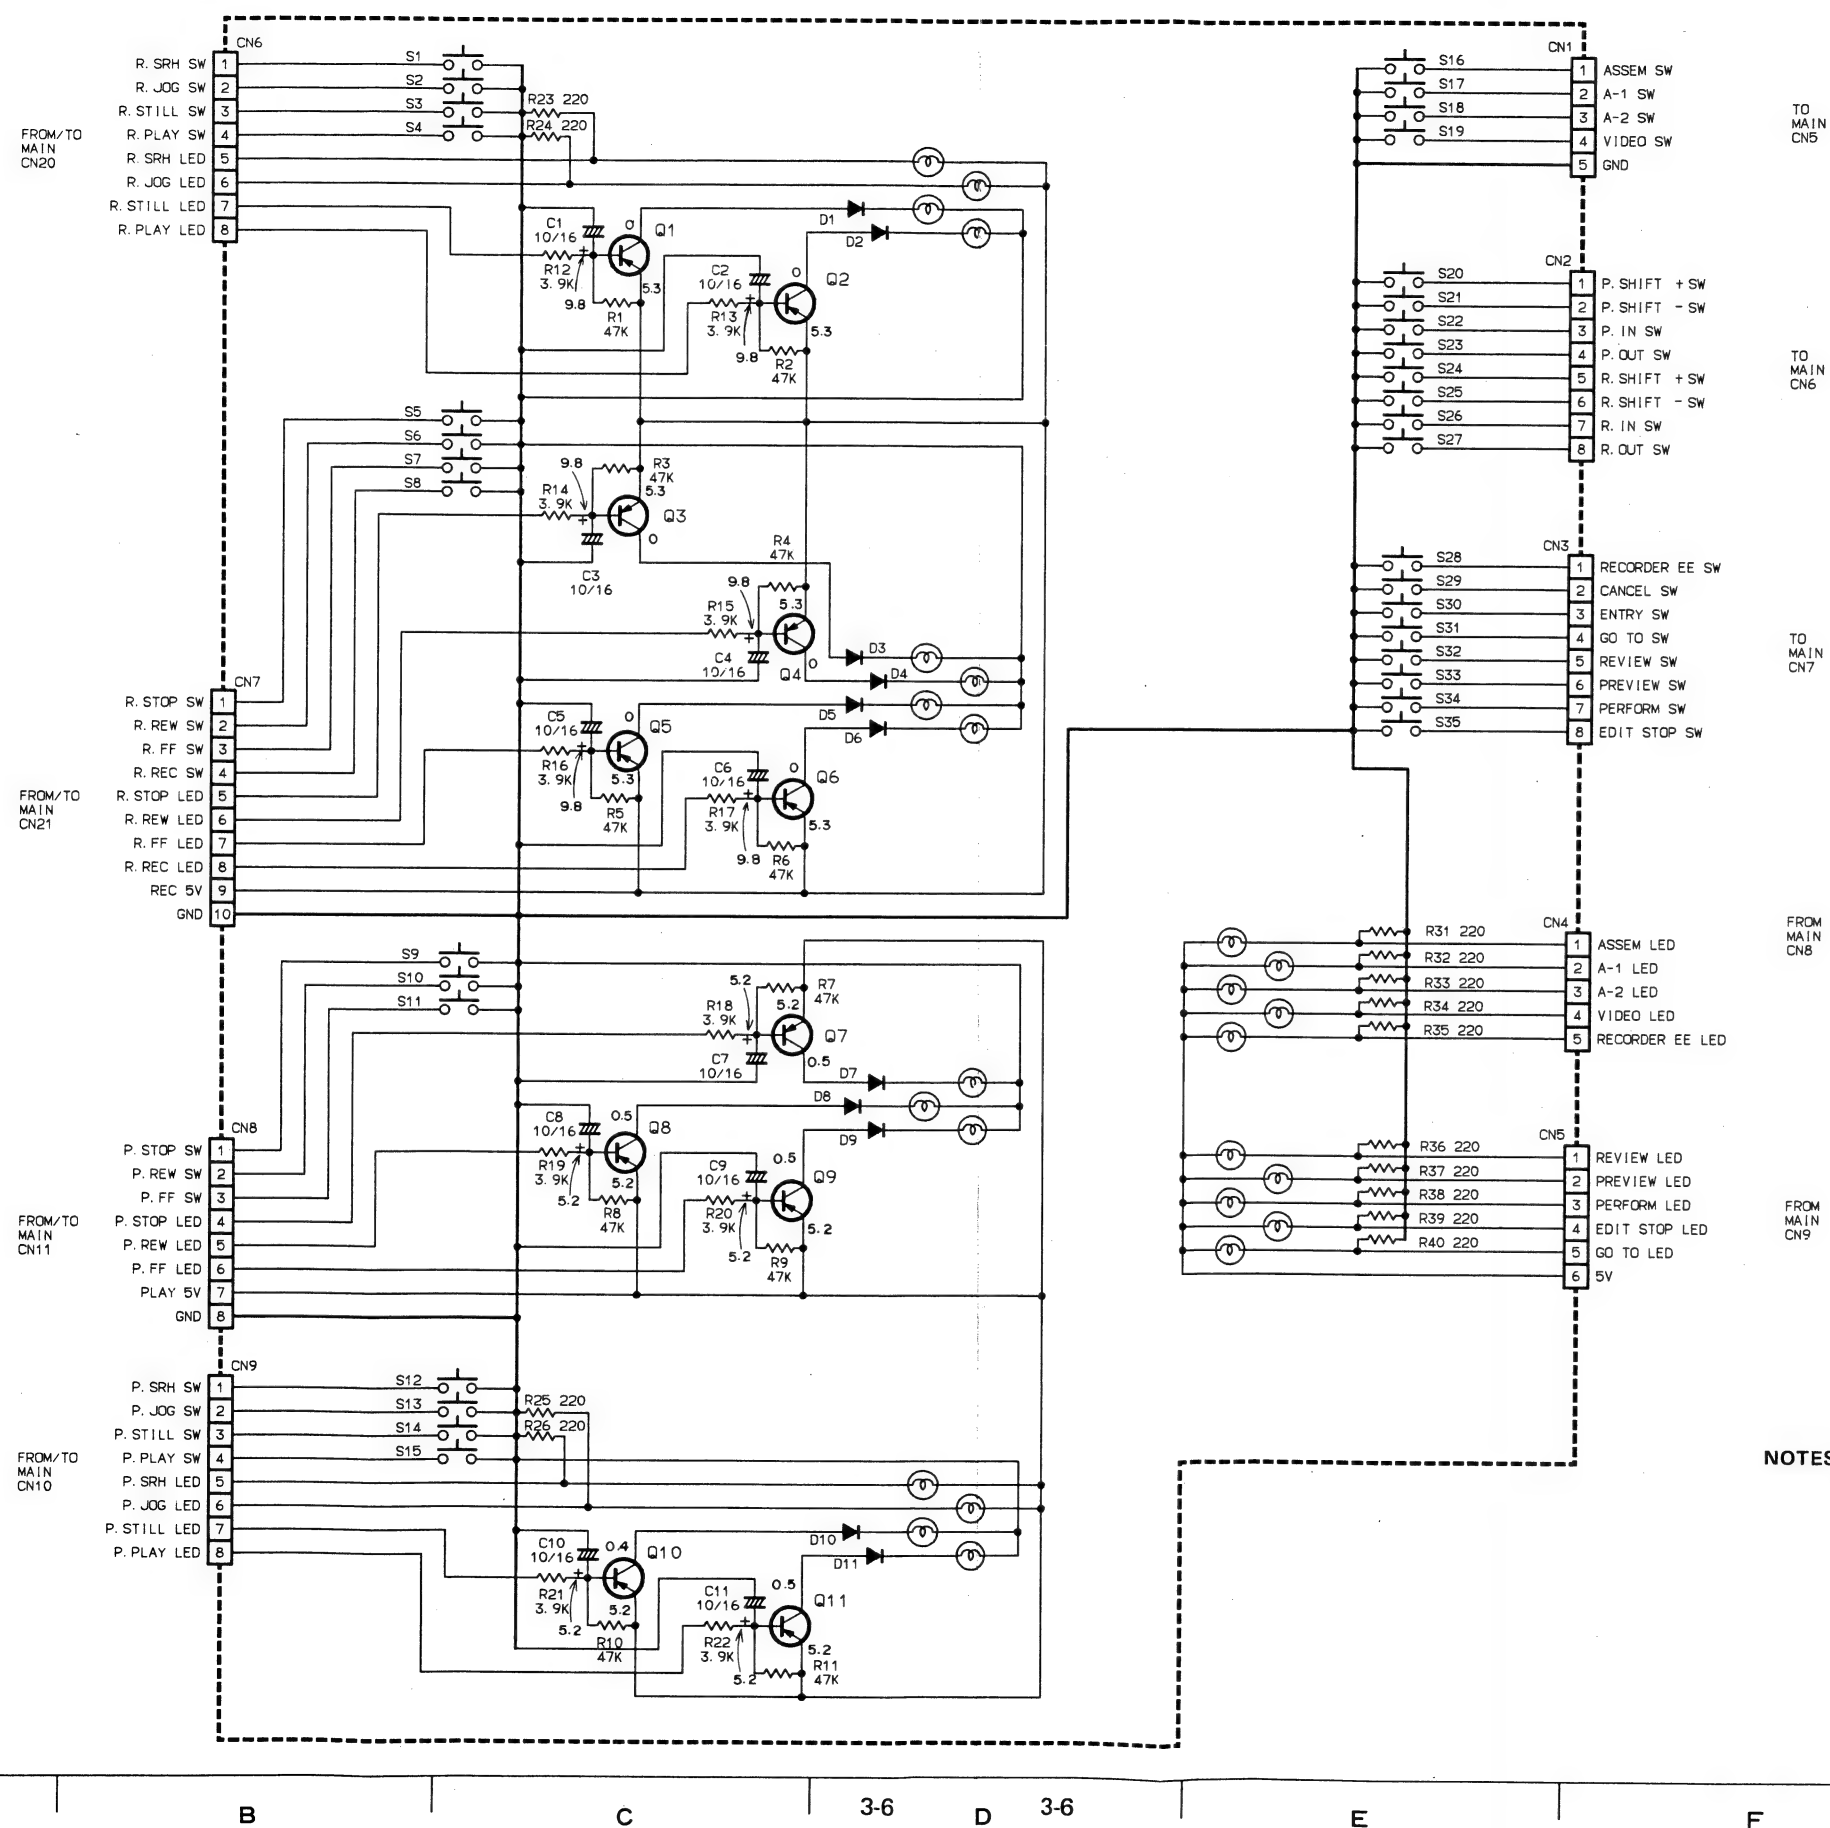 CN6
R. SRH SW 1
R. JOG SW 2
R. STILL SW 3
R. PLAY SW 4
R. SRH LED 5
R. JOG LED 6
R. STILL LED 7
R. PLAY LED 8
FROM/TO
MAIN
CN20
S1
S2
S3
S4
R23 220
R24 220
C1
10/16
0
Q1
R12
3.9K
9.8
5.3
R1
47K
C2
10/16
0
Q2
R13
3.9K
9.8
5.3
R2
47K
D1
D2
S5
S6
S7
S8
9.8
R3
47K
5.3
R14
3.9K
Q3
0
C3
10/16
R4
47K
9.8
5.3
R15
3.9K
C4
10/16
Q4
0
D3
D4
D5
D6
CN7
R. STOP SW 1
R. REW SW 2
R. FF SW 3
R. REC SW 4
R. STOP LED 5
R. REW LED 6
R. FF LED 7
R. REC LED 8
REC 5V 9
GND 10
FROM/TO
MAIN
CN21
C5
10/16
0
Q5
R16
3.9K
9.8
5.3
R5
47K
C6
10/16
0
Q6
R17
3.9K
9.8
5.3
R6
47K
S9
S10
S11
5.2
R7
47K
5.2
R18
3.9K
Q7
C7
10/16
0.5
D7
D8
D9
CN8
P. STOP SW 1
P. REW SW 2
P. FF SW 3
P. STOP LED 4
P. REW LED 5
P. FF LED 6
PLAY 5V 7
GND 8
FROM/TO
MAIN
CN11
C8
10/16
0.5
Q8
R19
3.9K
5.2
5.2
R8
47K
C9
10/16
0.5
Q9
R20
3.9K
5.2
5.2
R9
47K
CN9
P. SRH SW 1
P. JOG SW 2
P. STILL SW 3
P. PLAY SW 4
P. SRH LED 5
P. JOG LED 6
P. STILL LED 7
P. PLAY LED 8
FROM/TO
MAIN
CN10
S12
S13
S14
S15
R25 220
R26 220
D10
D11
C10
10/16
0.4
Q10
R21
3.9K
5.2
5.2
R10
47K
C11
10/16
0.5
Q11
R22
3.9K
5.2
5.2
R11
47K
CN1
S16 1 ASSEM SW
S17 2 A-1 SW
S18 3 A-2 SW
S19 4 VIDEO SW
5 GND
TO
MAIN
CN5
CN2
S20 1 P. SHIFT + SW
S21 2 P. SHIFT - SW
S22 3 P. IN SW
S23 4 P. OUT SW
S24 5 R. SHIFT + SW
S25 6 R. SHIFT - SW
S26 7 R. IN SW
S27 8 R. OUT SW
TO
MAIN
CN6
CN3
S28 1 RECORDER EE SW
S29 2 CANCEL SW
S30 3 ENTRY SW
S31 4 GO TO SW
S32 5 REVIEW SW
S33 6 PREVIEW SW
S34 7 PERFORM SW
S35 8 EDIT STOP SW
TO
MAIN
CN7
CN4
R31 220 1 ASSEM LED
R32 220 2 A-1 LED
R33 220 3 A-2 LED
R34 220 4 VIDEO LED
R35 220 5 RECORDER EE LED
FROM
MAIN
CN8
CN5
R36 220 1 REVIEW LED
R37 220 2 PREVIEW LED
R38 220 3 PERFORM LED
R39 220 4 EDIT STOP LED
R40 220 5 GO TO LED
6 5V
FROM
MAIN
CN9
NOTES
B C 3-6 D 3-6 E F